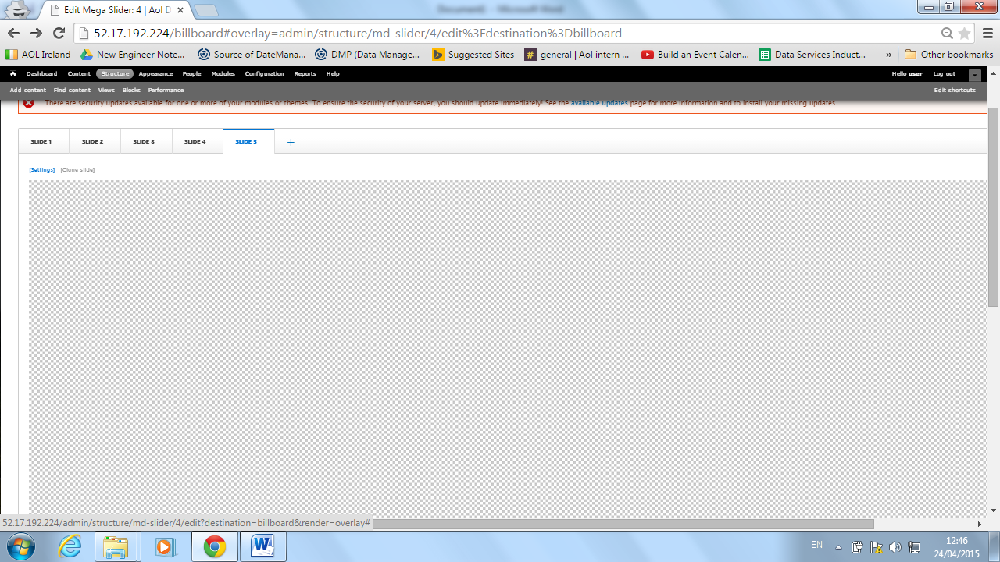 Document1 - Microsoft Word
Edit Mega Slider: 4 | Aol D
52.17.192.224/billboard#overlay=admin/structure/md-slider/4/edit%3Fdestination%3Dbillboard
AOL Ireland New Engineer Note... Source of DateMana... DMP (Data Manage... Suggested Sites general | Aol intern ... Build an Event Calen... Data Services Induct... » Other bookmarks
Dashboard Content Structure Appearance People Modules Configuration Reports Help Hello user Log out
Add content Find content Views Blocks Performance Edit shortcuts
There are security updates available for one or more of your modules or themes. To ensure the security of your server, you should update immediately! See the available updates page for more information and to install your missing updates.
SLIDE 1 SLIDE 2 SLIDE 8 SLIDE 4 SLIDE 5 +
[Settings] [Clone slide]
52.17.192.224/admin/structure/md-slider/4/edit?destination=billboard&render=overlay#
EN 12:46
24/04/2015